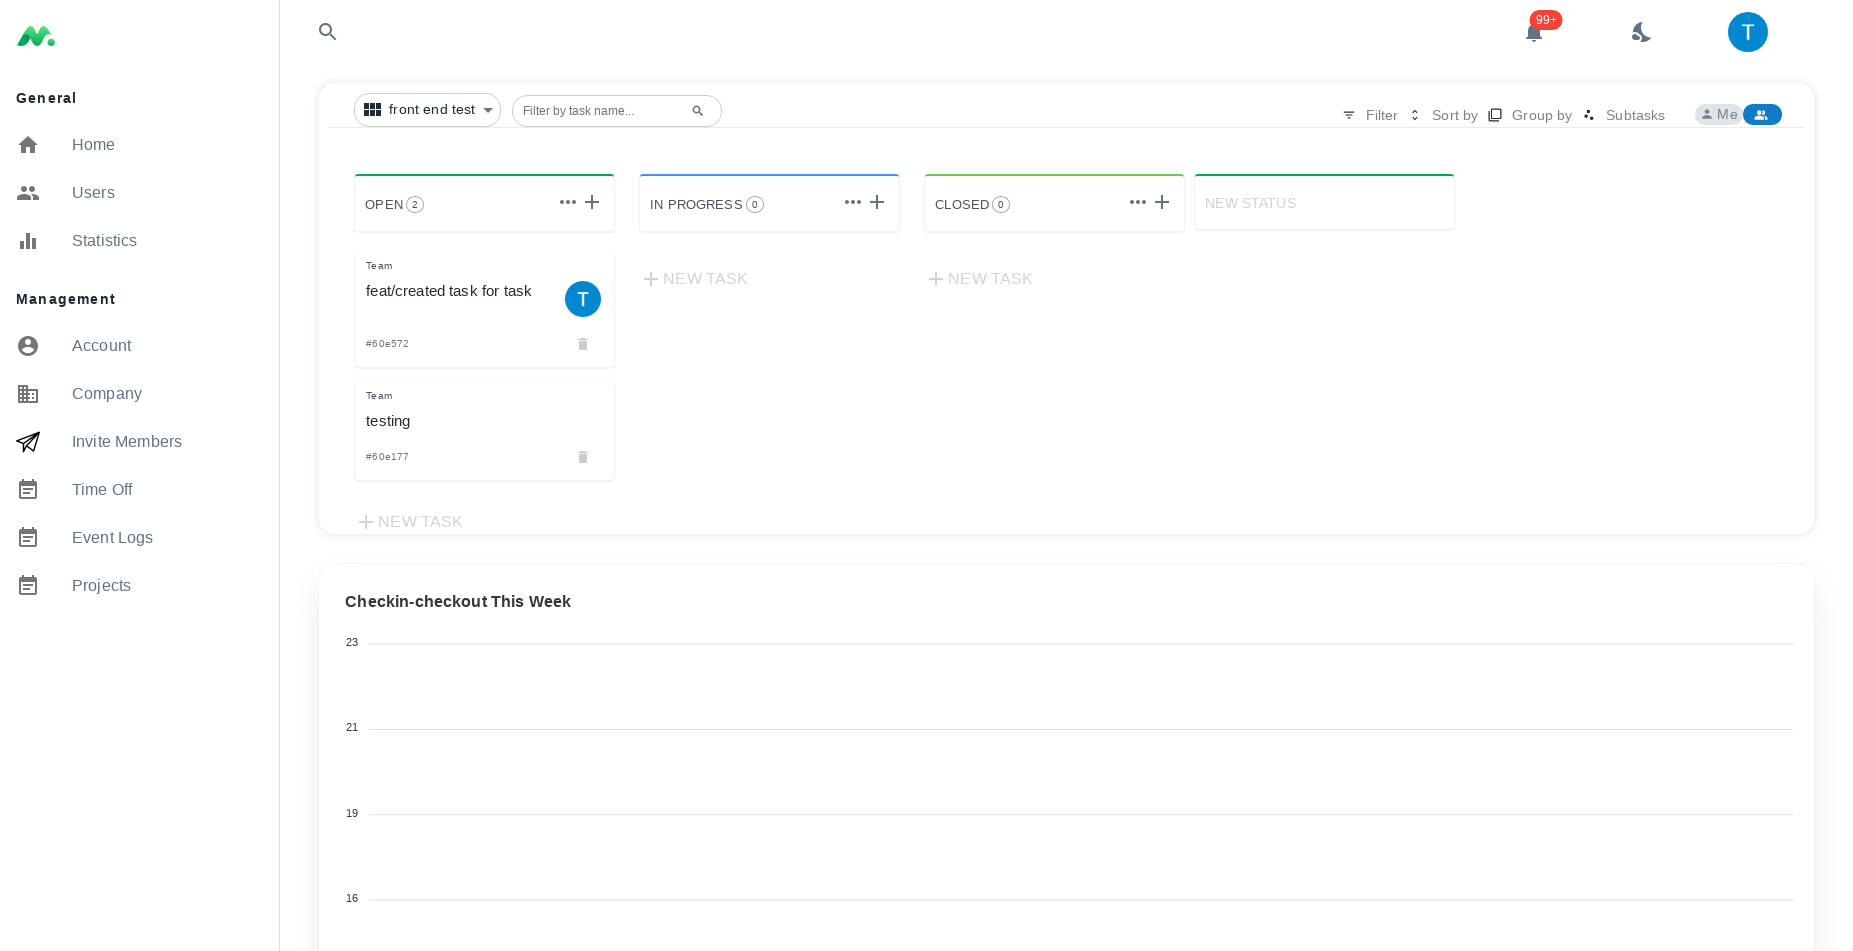 General
Home
Users
Statistics
Management
Account
Company
Invite Members
Time Off
Event Logs
Projects
99+
T
front end test
Filter by task name...
Filter
Sort by
Group by
Subtasks
Me
OPEN 2
IN PROGRESS 0
CLOSED 0
NEW STATUS
Team
feat/created task for task
T
#60e572
Team
testing
#60e177
NEW TASK
NEW TASK
NEW TASK
Checkin-checkout This Week
23
21
19
16